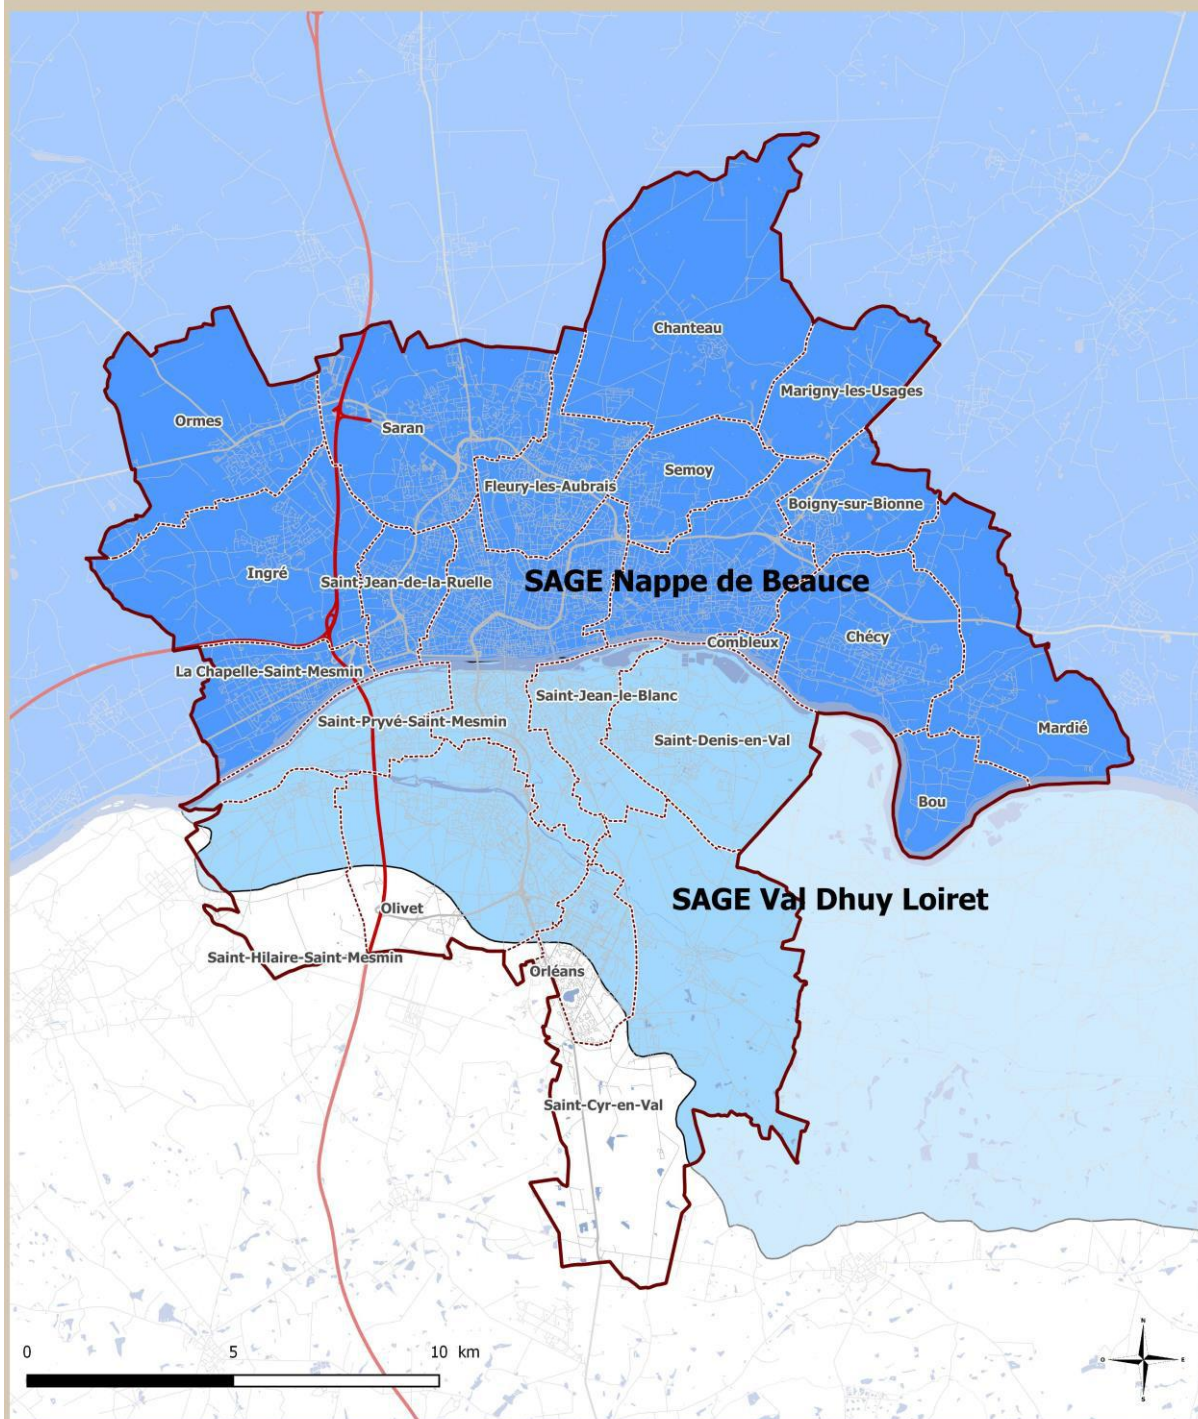 Chanteau
Marigny-les-Usages
Ormes
Saran
Semoy
Fleury-les-Aubrais
Boigny-sur-Bionne
Ingré
Saint-Jean-de-la-Ruelle
SAGE Nappe de Beauce
Chécy
Combleux
La Chapelle-Saint-Mesmin
Saint-Jean-le-Blanc
Saint-Pryvé-Saint-Mesmin
Mardié
Saint-Denis-en-Val
Bou
SAGE Val Dhuy Loiret
Olivet
Saint-Hilaire-Saint-Mesmin
Orléans
Saint-Cyr-en-Val
0 5 10 km
N
O E
S